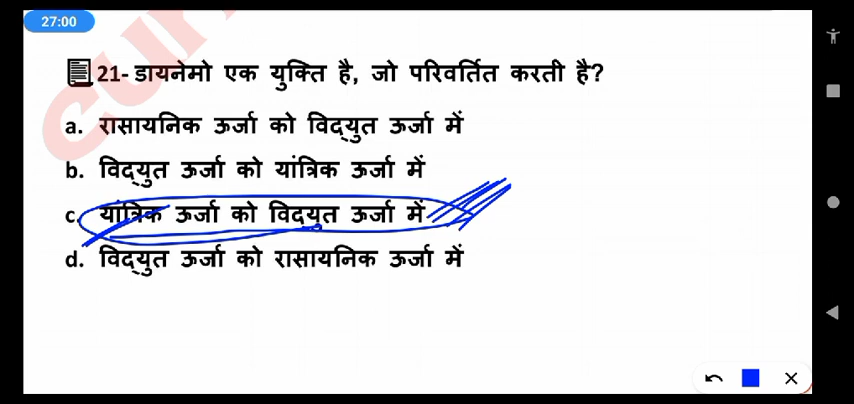 27:00
21- डायनेमो एक युक्ति है, जो परिवर्तित करती है?
a. रासायनिक ऊर्जा को विद्युत ऊर्जा में
b. विद्युत ऊर्जा को यांत्रिक ऊर्जा में
c. यांत्रिक ऊर्जा को विद्युत ऊर्जा में
d. विद्युत ऊर्जा को रासायनिक ऊर्जा में